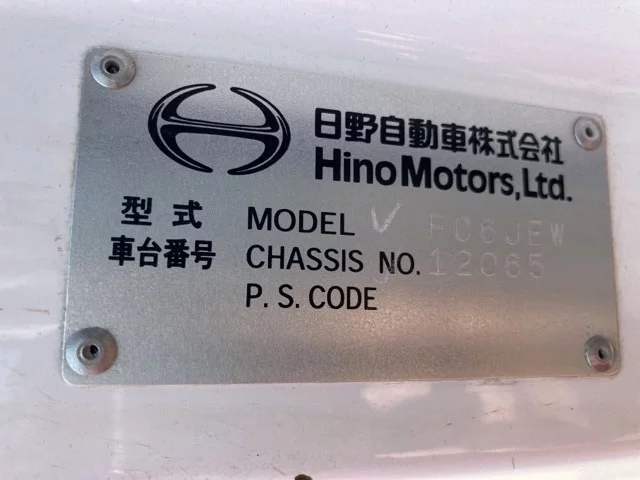 日野自動車株式会社
Hino Motors, Ltd.
型式 MODEL FC6JEW
車台番号 CHASSIS NO. 12065
P. S. CODE